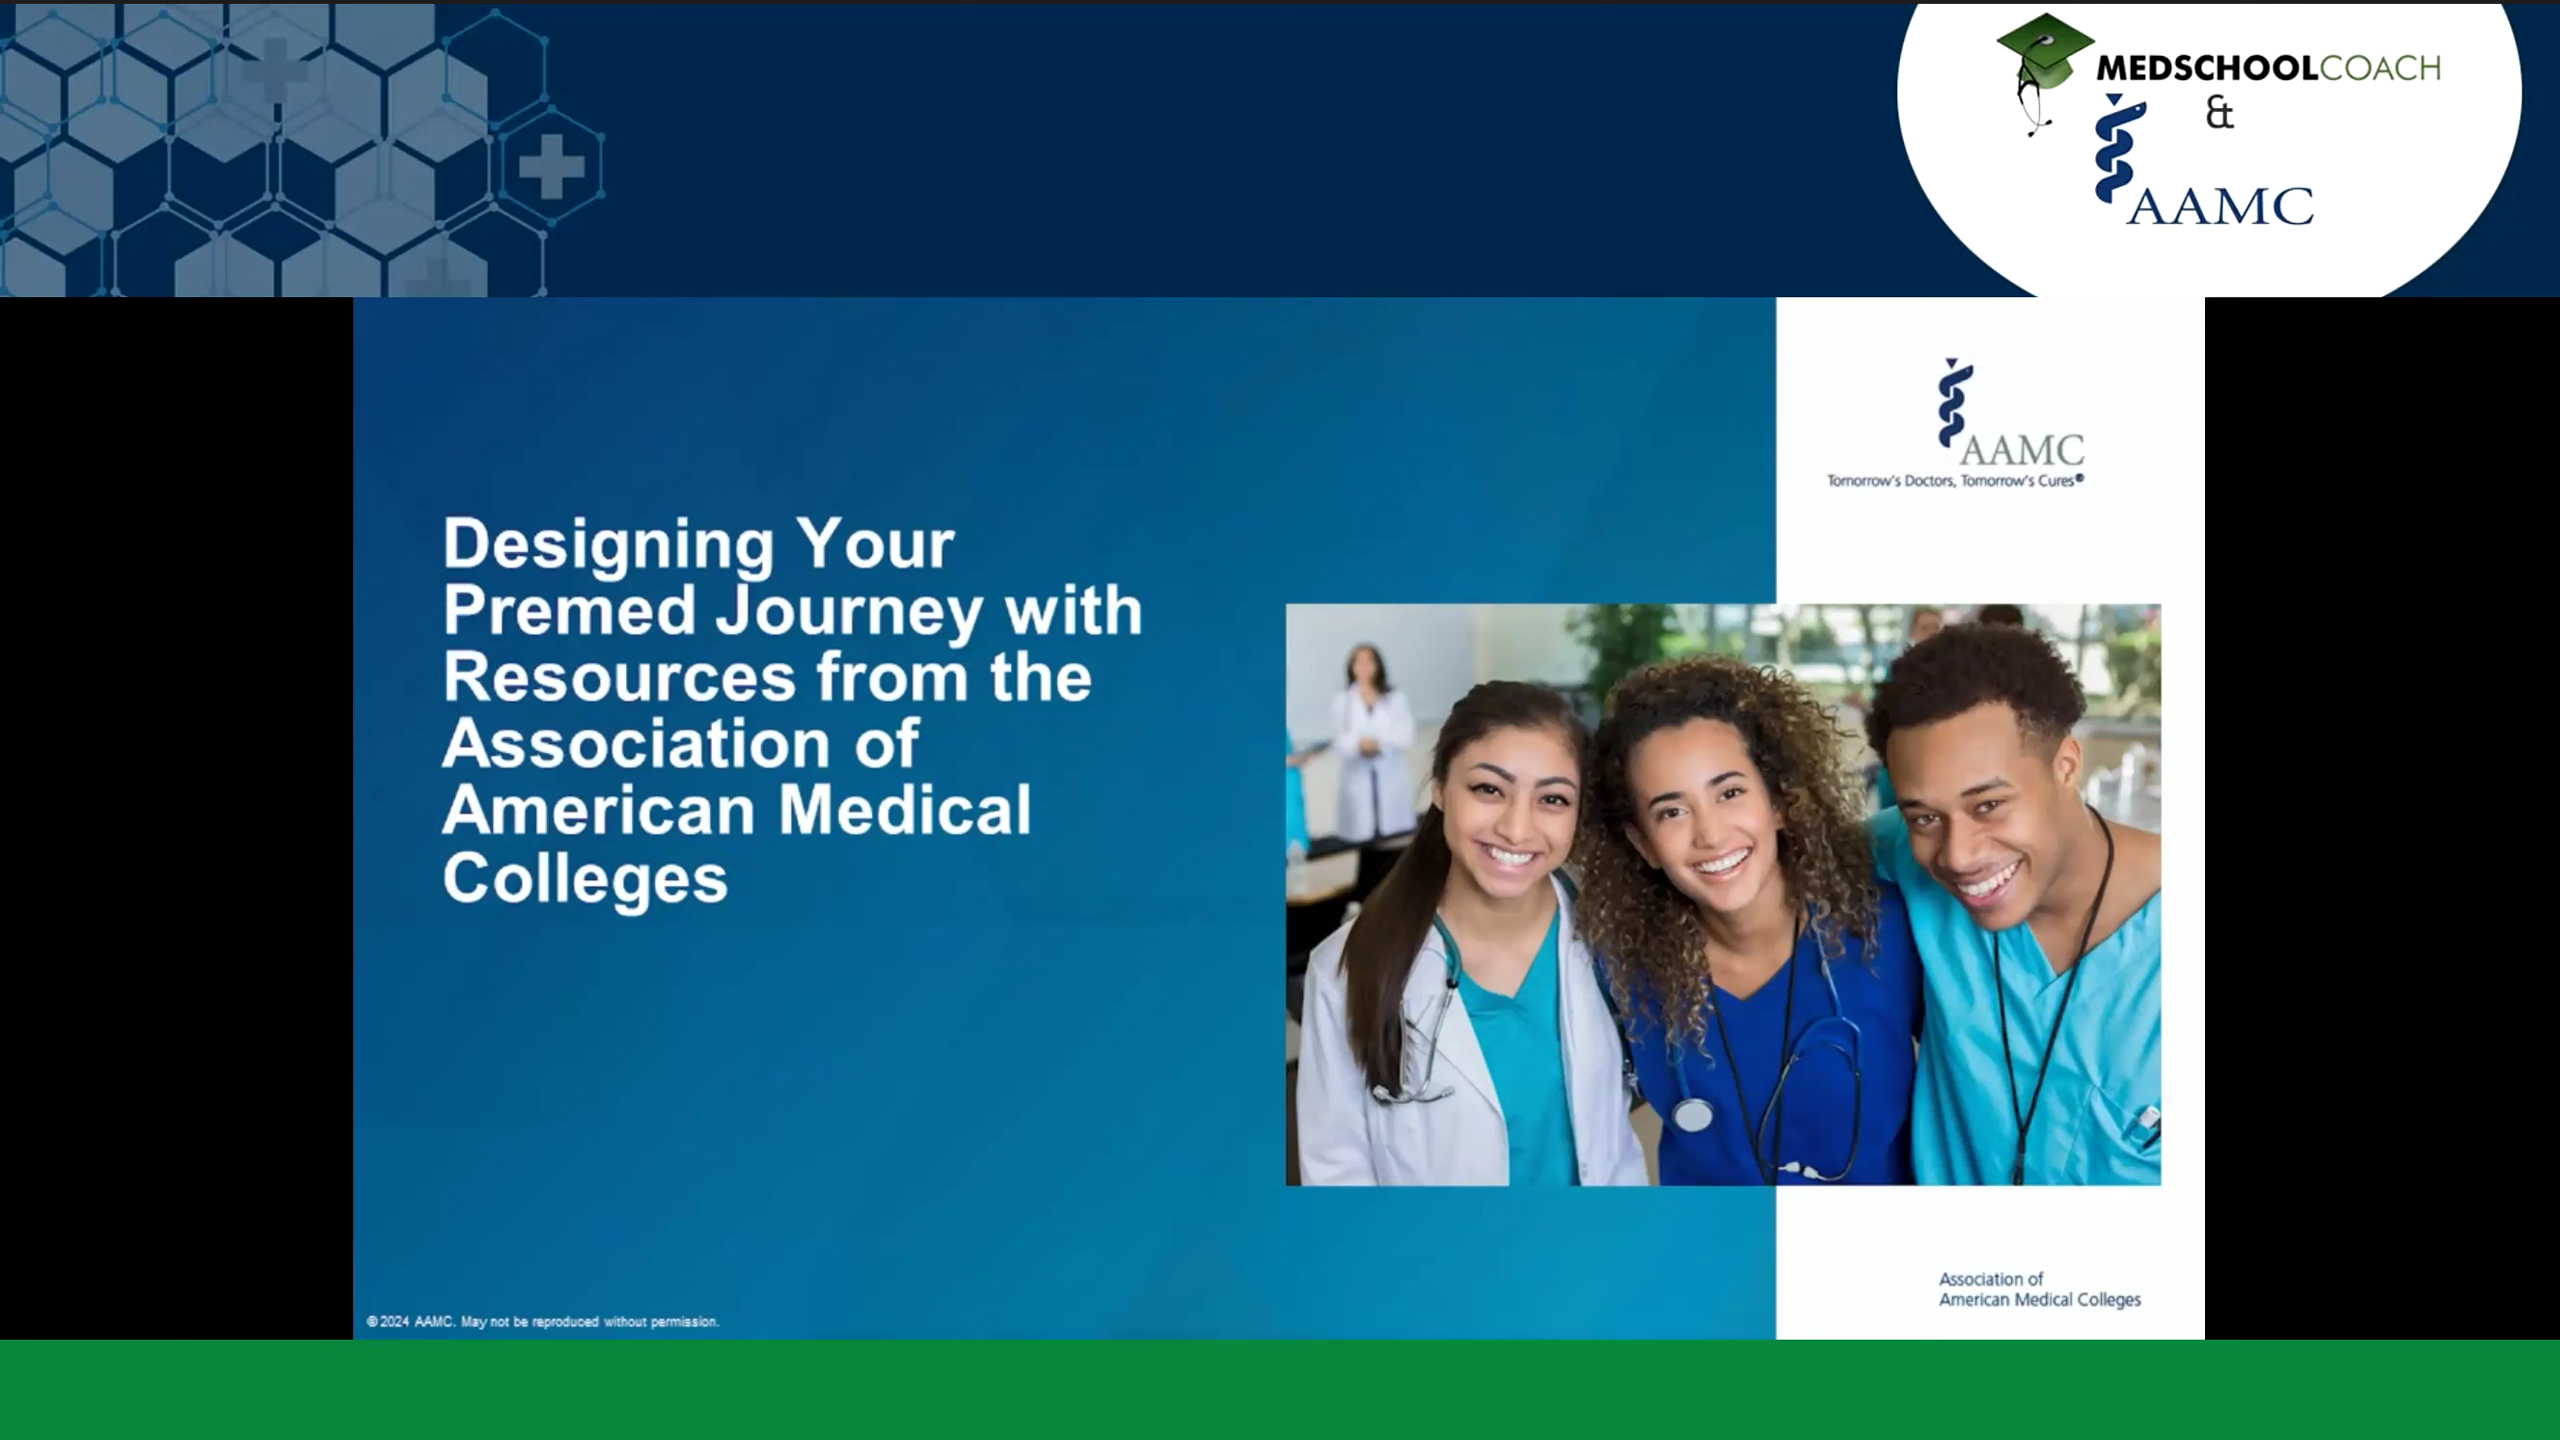 MEDSCHOOLCOACH
&
AAMC
AAMC
Tomorrow's Doctors, Tomorrow's Cures®
Designing Your
Premed Journey with
Resources from the
Association of
American Medical
Colleges
Association of
American Medical Colleges
© 2024 AAMC. May not be reproduced without permission.